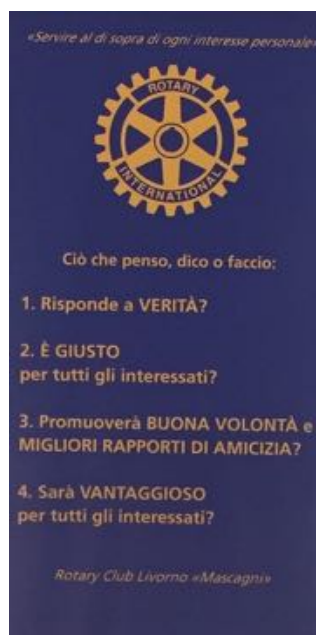 «Servire al di sopra di ogni interesse personale»
ROTARY
INTERNATIONAL
Ciò che penso, dico o faccio:
1. Risponde a VERITÀ?
2. È GIUSTO
per tutti gli interessati?
3. Promuoverà BUONA VOLONTÀ e
MIGLIORI RAPPORTI DI AMICIZIA?
4. Sarà VANTAGGIOSO
per tutti gli interessati?
Rotary Club Livorno «Mascagni»